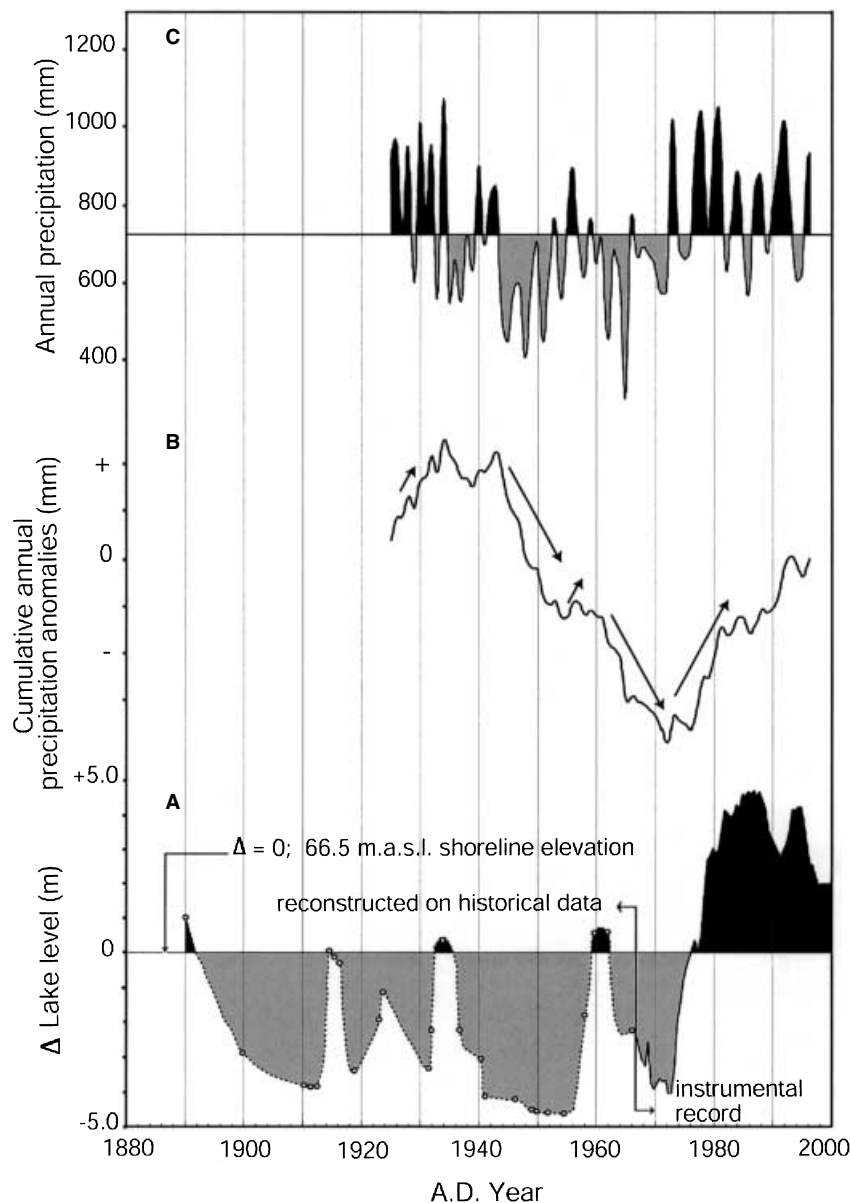 C
1200
1000
800
600
400
Annual precipitation (mm)
B
+
0
-
Cumulative annual
precipitation anomalies (mm)
A
+5.0
0
-5.0
Δ Lake level (m)
Δ = 0; 66.5 m.a.s.l. shoreline elevation
reconstructed on historical data
instrumental
record
1880 1900 1920 1940 1960 1980 2000
A.D. Year